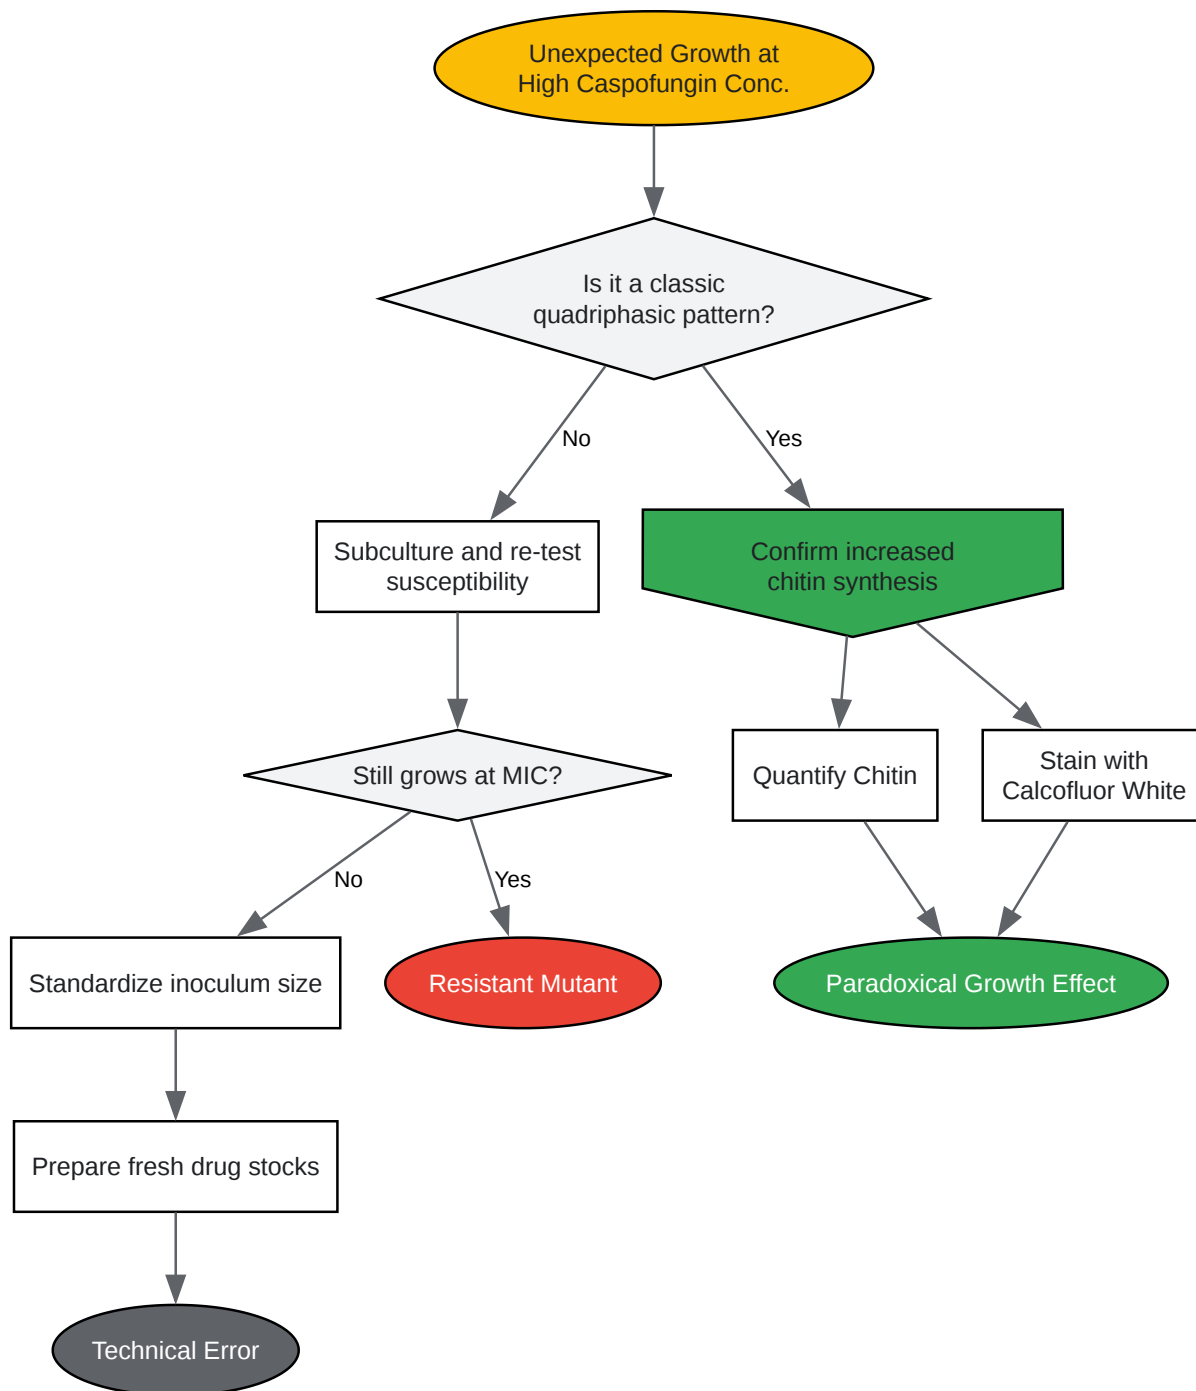 Unexpected Growth at
High Caspofungin Conc.
Is it a classic
quadriphasic pattern?
No
Yes
Subculture and re-test
susceptibility
Confirm increased
chitin synthesis
Still grows at MIC?
Quantify Chitin
Stain with
Calcofluor White
No
Yes
Standardize inoculum size
Resistant Mutant
Paradoxical Growth Effect
Prepare fresh drug stocks
Technical Error